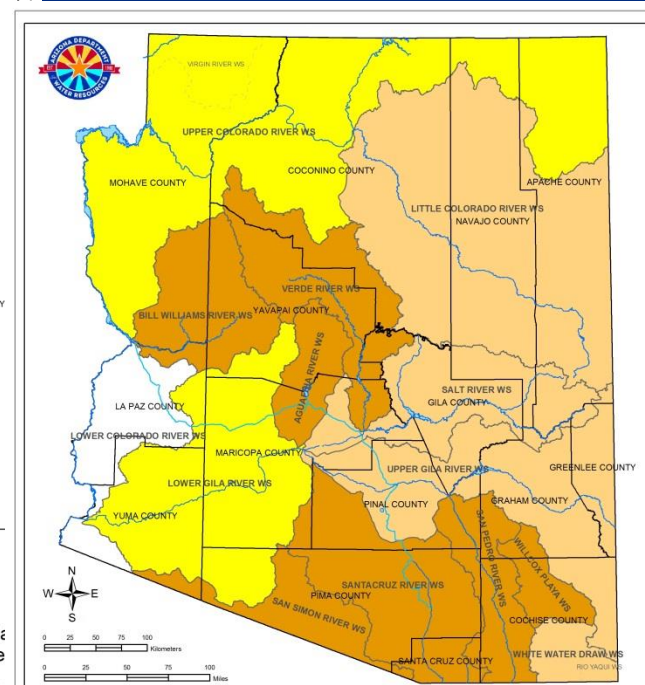 ARIZONA DEPARTMENT
WATER RESOURCES
VIRGIN RIVER WS
UPPER COLORADO RIVER WS
COCONINO COUNTY
MOHAVE COUNTY
APACHE COUNTY
LITTLE COLORADO RIVER WS
NAVAJO COUNTY
VERDE RIVER WS
YAVAPAI COUNTY
BILL WILLIAMS RIVER WS
AGUA FRIA RIVER WS
SALT RIVER WS
GILA COUNTY
LA PAZ COUNTY
LOWER COLORADO RIVER WS
MARICOPA COUNTY
UPPER GILA RIVER WS
GREENLEE COUNTY
LOWER GILA RIVER WS
GRAHAM COUNTY
PINAL COUNTY
YUMA COUNTY
SAN PEDRO RIVER WS
WILLCOX PLAYA WS
SANTACRUZ RIVER WS
PIMA COUNTY
SAN SIMON RIVER WS
COCHISE COUNTY
WHITE WATER DRAW WS
SANTA CRUZ COUNTY
RIO YAQUI WS
N
W E
S
0 25 50 75 100
Kilometers
0 25 50 100
Miles